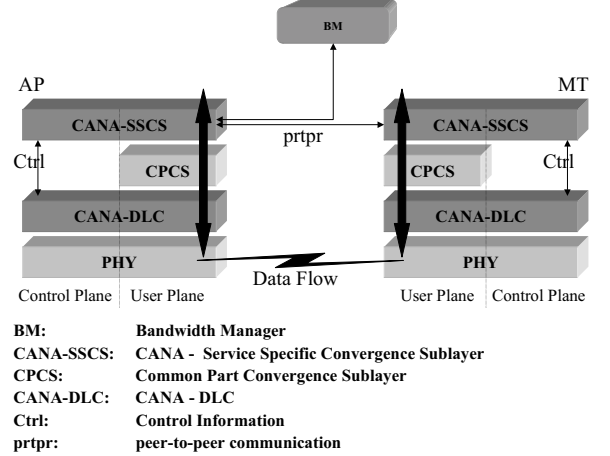 BM
AP
MT
CANA-SSCS
CANA-SSCS
prtpr
Ctrl
Ctrl
CPCS
CPCS
CANA-DLC
CANA-DLC
PHY
PHY
Data Flow
Control Plane User Plane
User Plane Control Plane
BM: Bandwidth Manager
CANA-SSCS: CANA - Service Specific Convergence Sublayer
CPCS: Common Part Convergence Sublayer
CANA-DLC: CANA - DLC
Ctrl: Control Information
prtpr: peer-to-peer communication